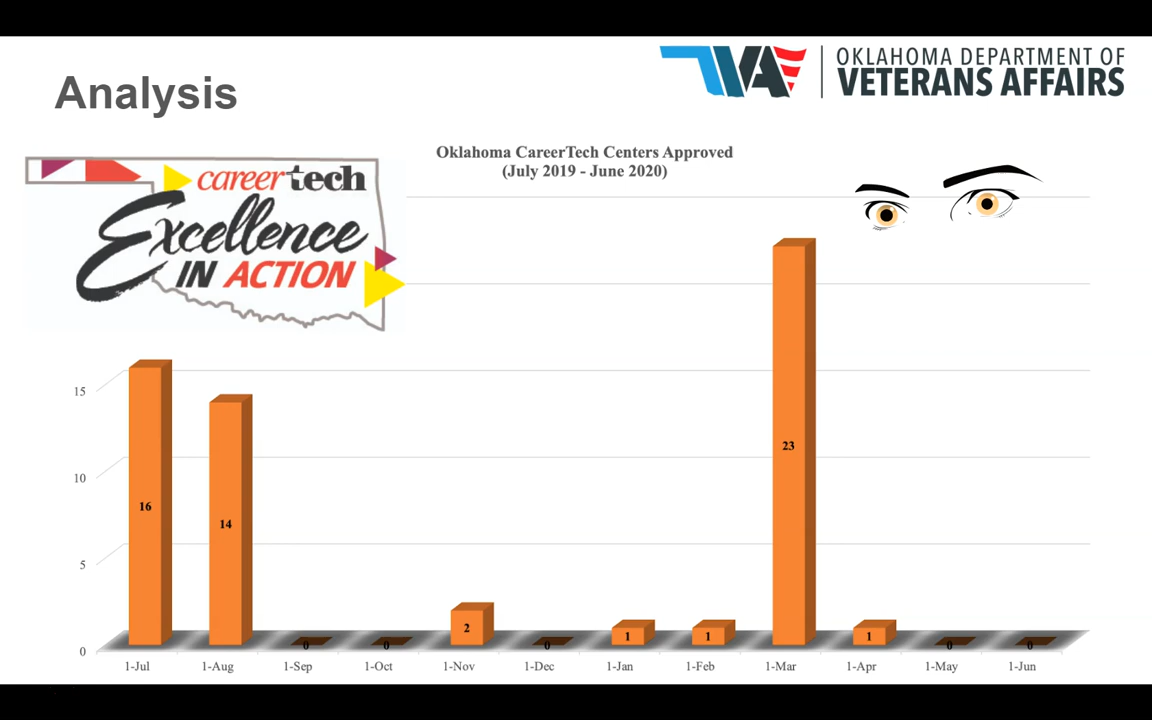 Analysis
TVA
OKLAHOMA DEPARTMENT OF
VETERANS AFFAIRS
careertech
Excellence
IN ACTION
Oklahoma CareerTech Centers Approved
(July 2019 - June 2020)
15
10
5
0
16
14
0
0
2
0
1
1
23
1
0
0
1-Jul
1-Aug
1-Sep
1-Oct
1-Nov
1-Dec
1-Jan
1-Feb
1-Mar
1-Apr
1-May
1-Jun